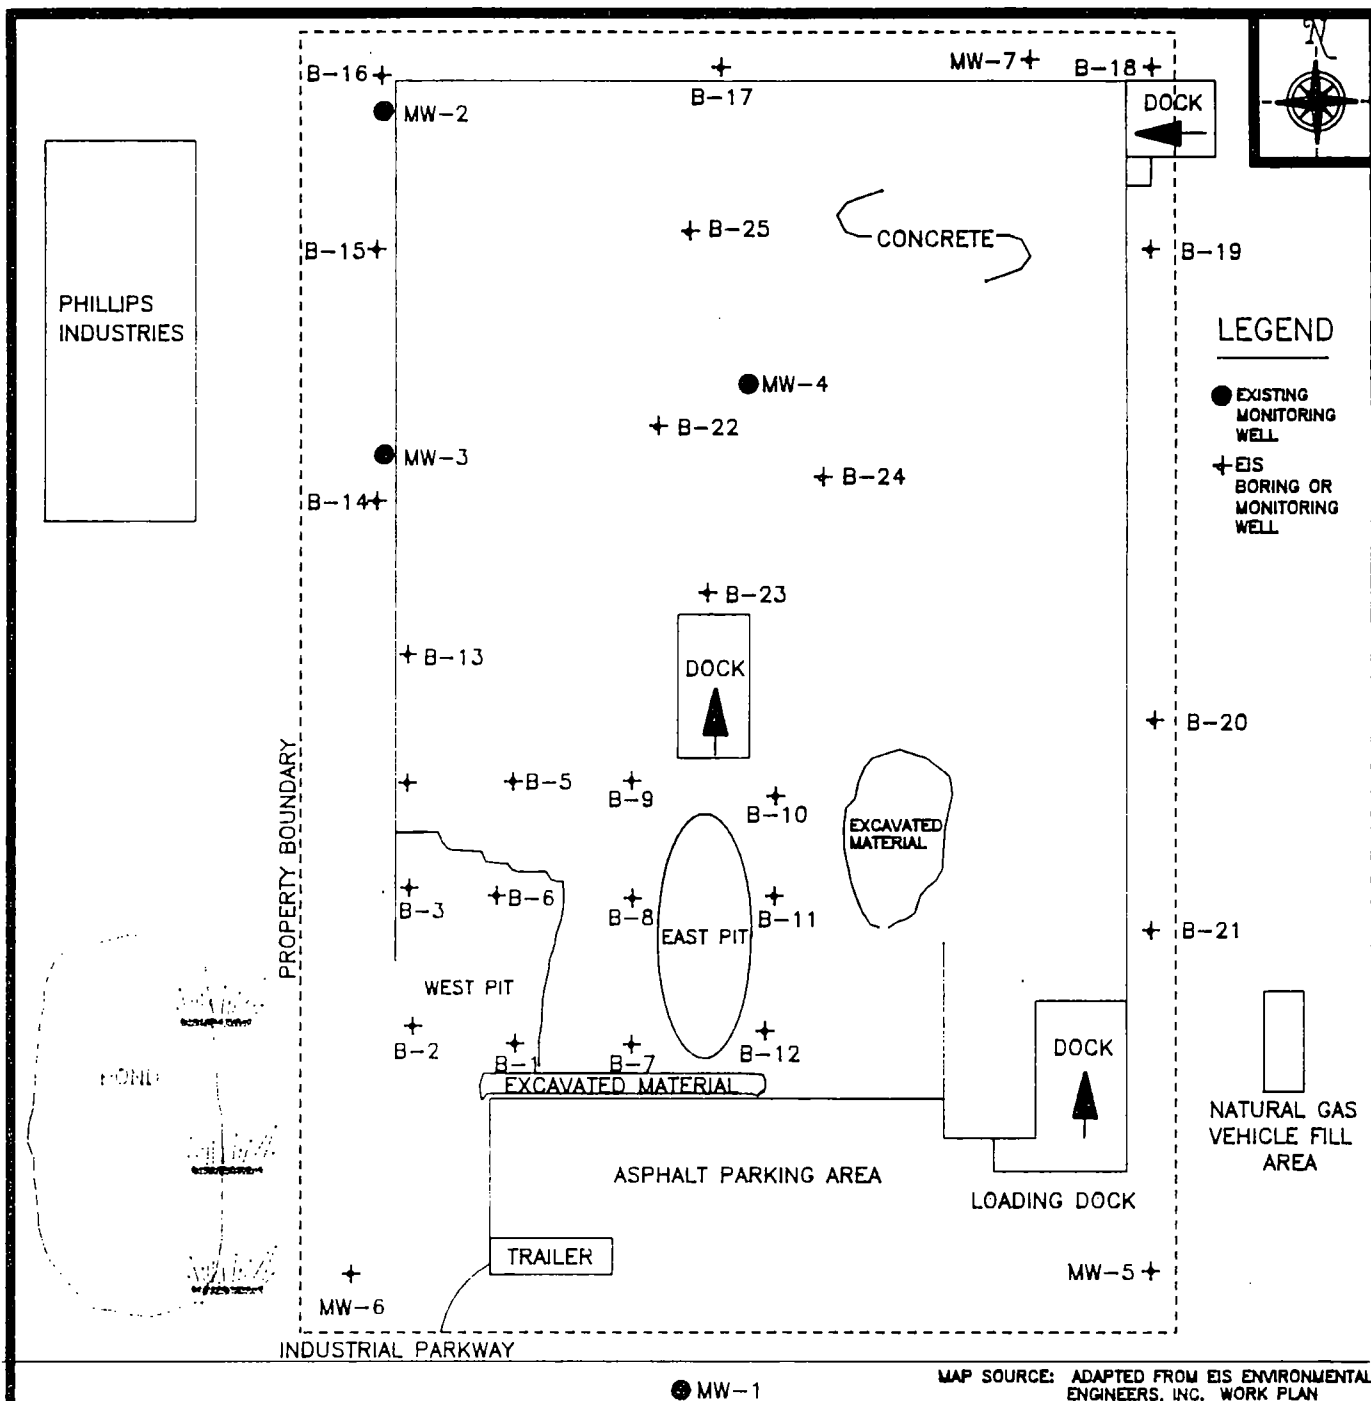 N
B-16
B-17
MW-7
B-18
MW-2
DOCK
B-15
B-25
CONCRETE
B-19
PHILLIPS
INDUSTRIES
LEGEND
EXISTING
MONITORING
WELL
EIS
BORING OR
MONITORING
WELL
MW-4
B-22
MW-3
B-24
B-14
B-23
B-13
DOCK
B-20
PROPERTY BOUNDARY
B-5
B-9
B-10
EXCAVATED
MATERIAL
B-3
B-6
B-8
B-11
EAST PIT
B-21
WEST PIT
B-2
B-1
B-7
B-12
DOCK
POND
EXCAVATED MATERIAL
NATURAL GAS
VEHICLE FILL
AREA
ASPHALT PARKING AREA
LOADING DOCK
TRAILER
MW-6
MW-5
INDUSTRIAL PARKWAY
MW-1
MAP SOURCE: ADAPTED FROM EIS ENVIRONMENTAL
ENGINEERS, INC. WORK PLAN